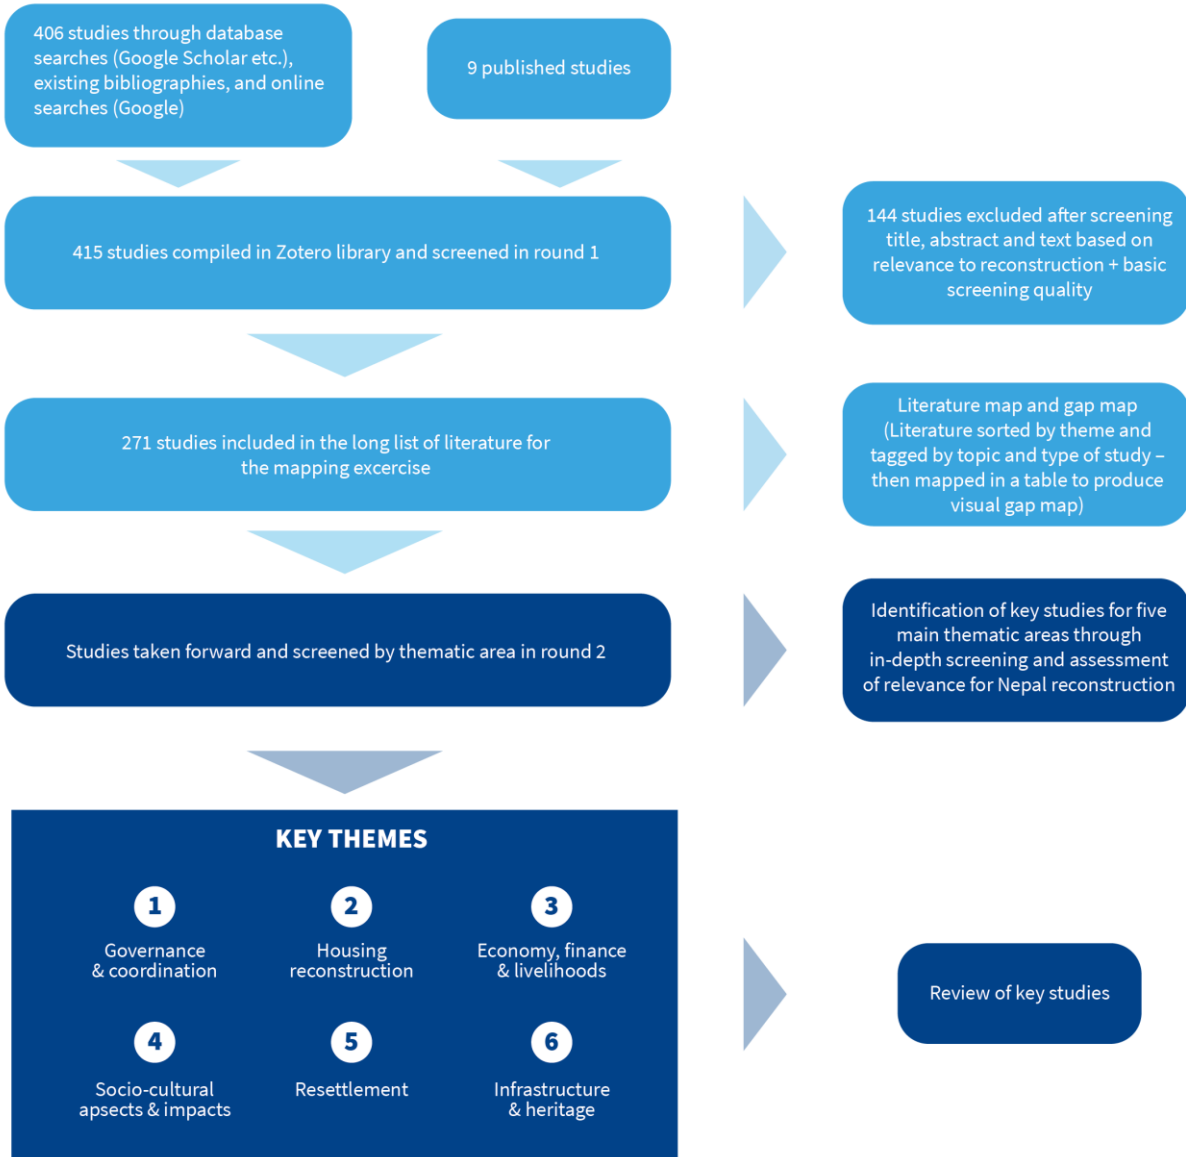 406 studies through database
searches (Google Scholar etc.),
existing bibliographies, and online
searches (Google)
9 published studies
415 studies compiled in Zotero library and screened in round 1
144 studies excluded after screening
title, abstract and text based on
relevance to reconstruction + basic
screening quality
271 studies included in the long list of literature for
the mapping excercise
Literature map and gap map
(Literature sorted by theme and
tagged by topic and type of study –
then mapped in a table to produce
visual gap map)
Studies taken forward and screened by thematic area in round 2
Identification of key studies for five
main thematic areas through
in-depth screening and assessment
of relevance for Nepal reconstruction
KEY THEMES
1
Governance
& coordination
2
Housing
reconstruction
3
Economy, finance
& livelihoods
4
Socio-cultural
apsects & impacts
5
Resettlement
6
Infrastructure
& heritage
Review of key studies